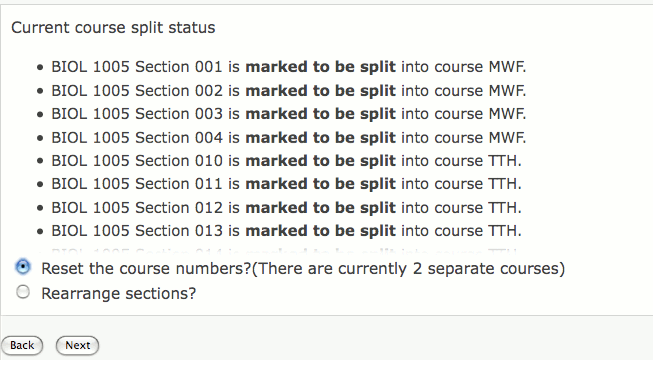 Current course split status
BIOL 1005 Section 001 is marked to be split into course MWF.
BIOL 1005 Section 002 is marked to be split into course MWF.
BIOL 1005 Section 003 is marked to be split into course MWF.
BIOL 1005 Section 004 is marked to be split into course MWF.
BIOL 1005 Section 010 is marked to be split into course TTH.
BIOL 1005 Section 011 is marked to be split into course TTH.
BIOL 1005 Section 012 is marked to be split into course TTH.
BIOL 1005 Section 013 is marked to be split into course TTH.
Reset the course numbers?(There are currently 2 separate courses)
Rearrange sections?
Back Next